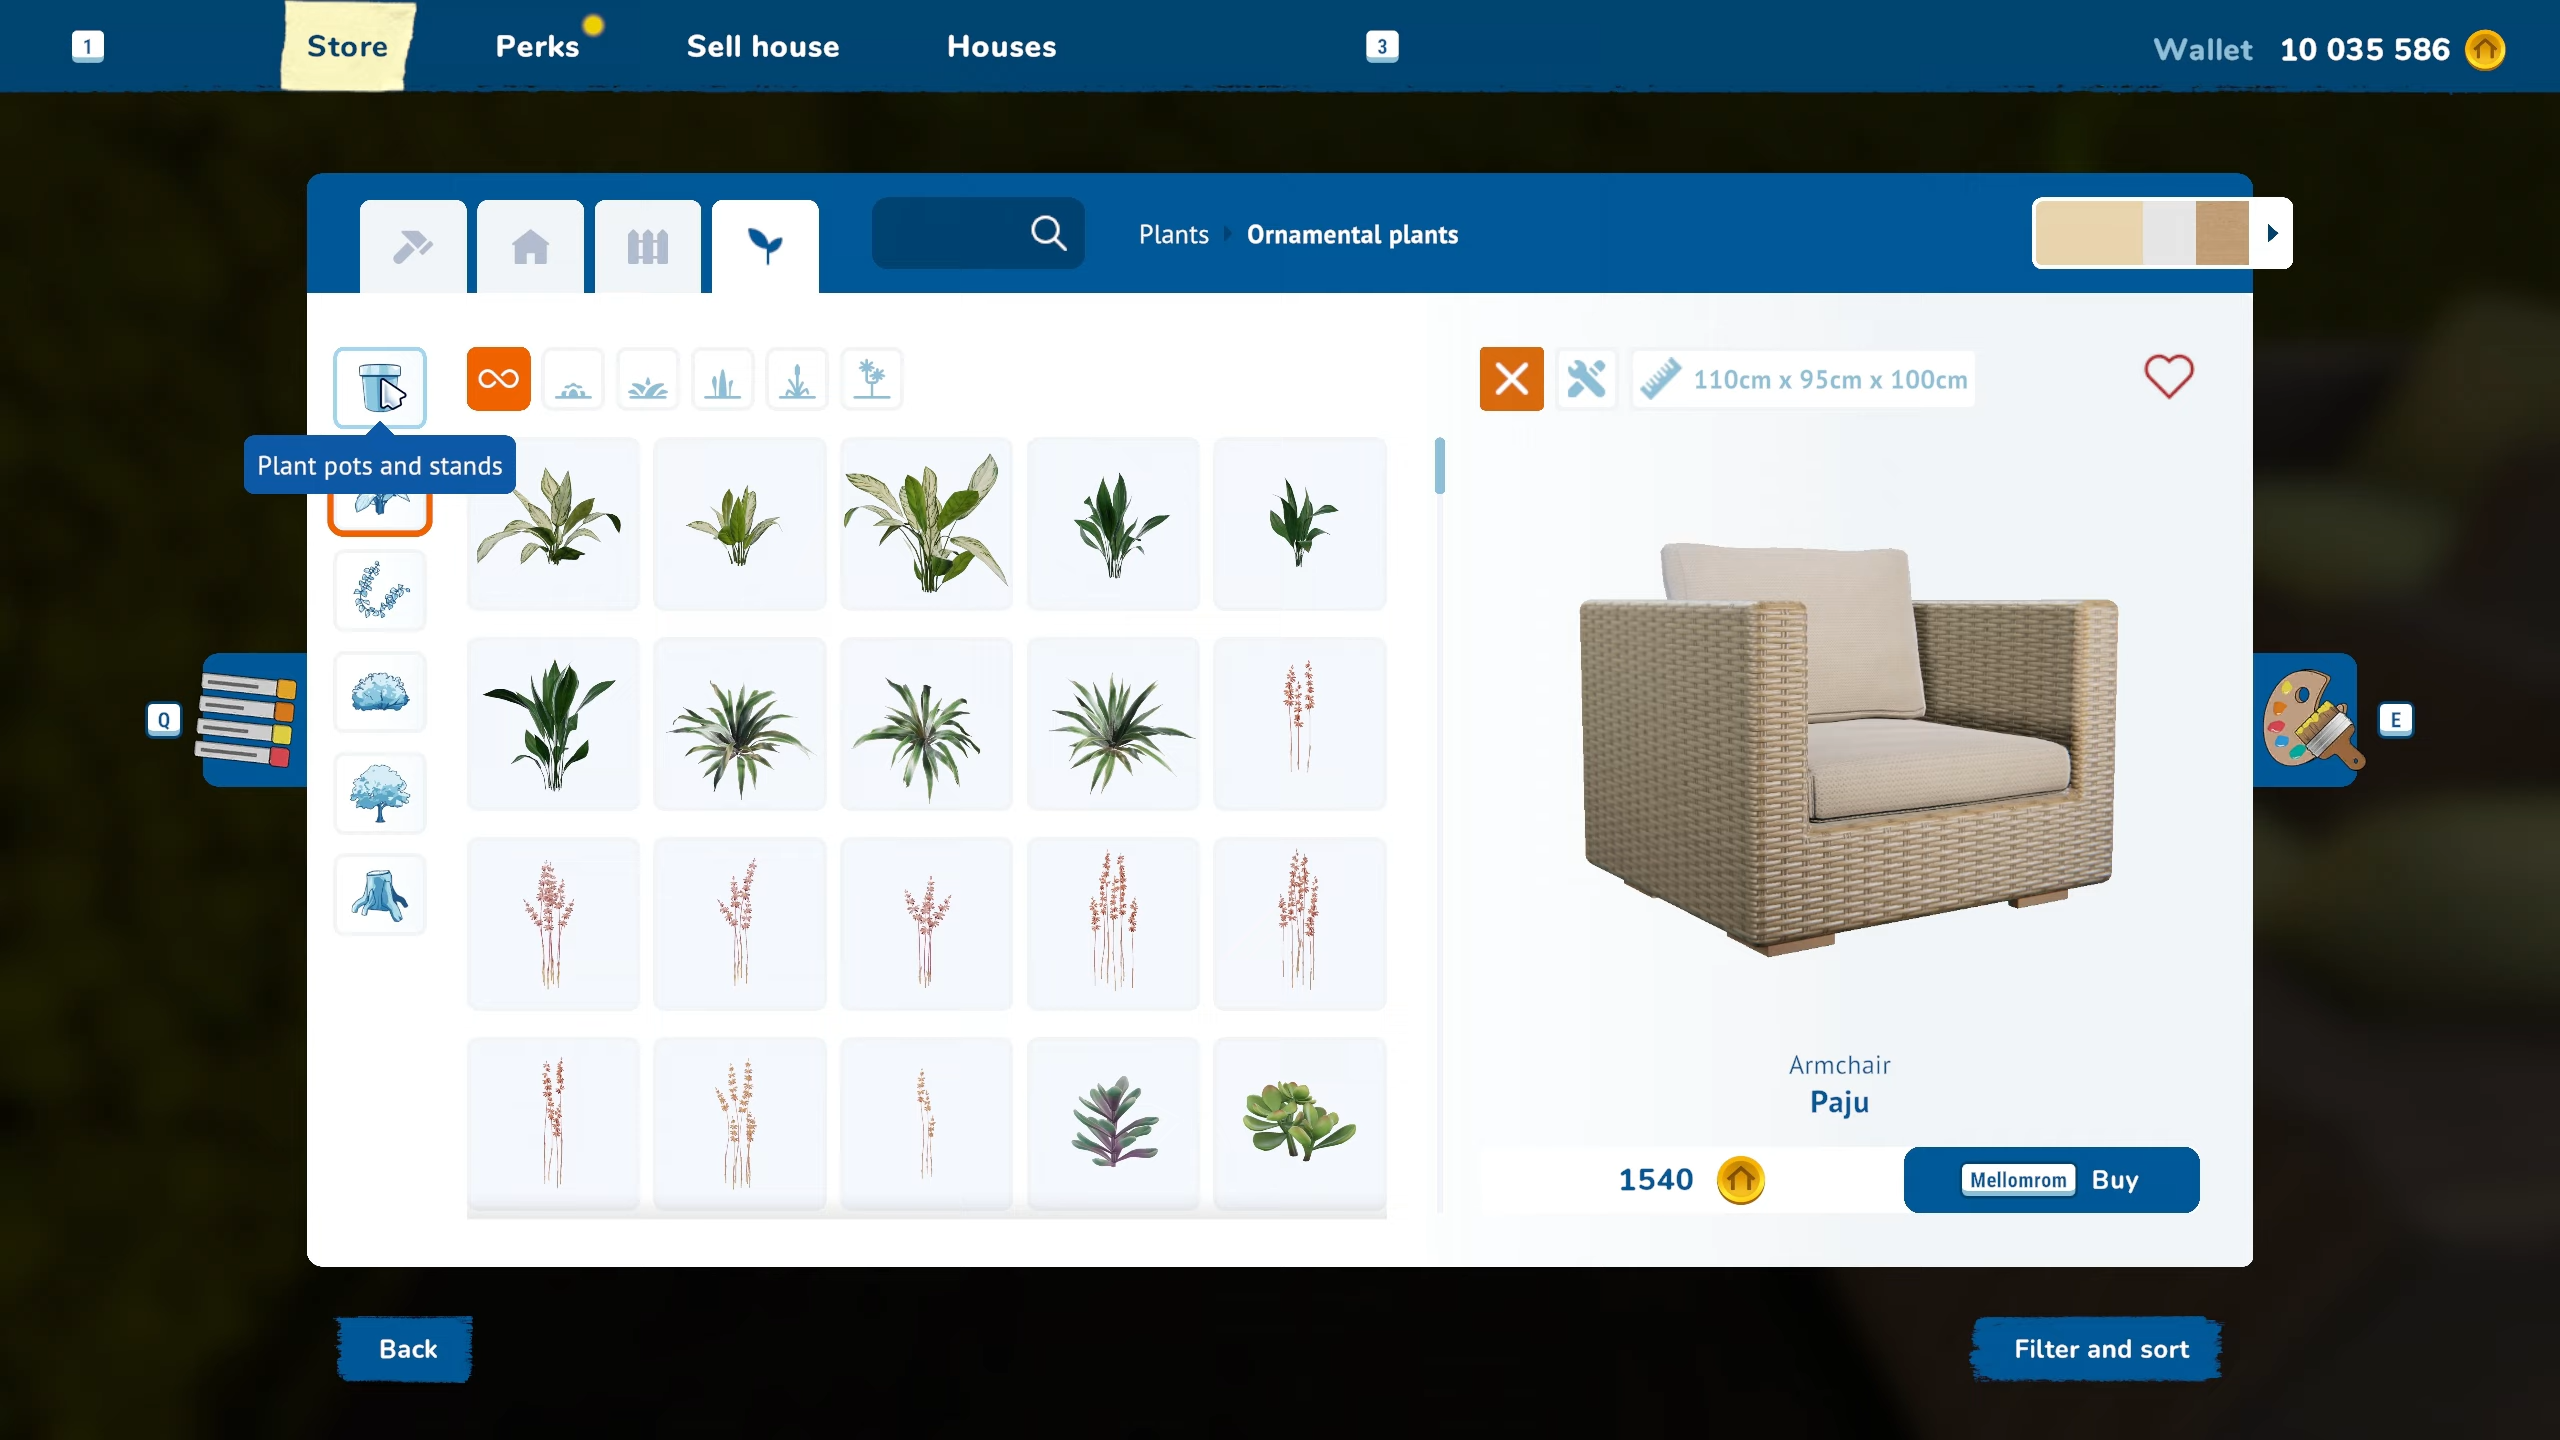 1
Store
Perks
Sell house
Houses
3
Wallet 10 035 586
Plants
Ornamental plants
110cm x 95cm x 100cm
Plant pots and stands
Q
E
Armchair
Paju
1540
Mellomrom Buy
Back
Filter and sort